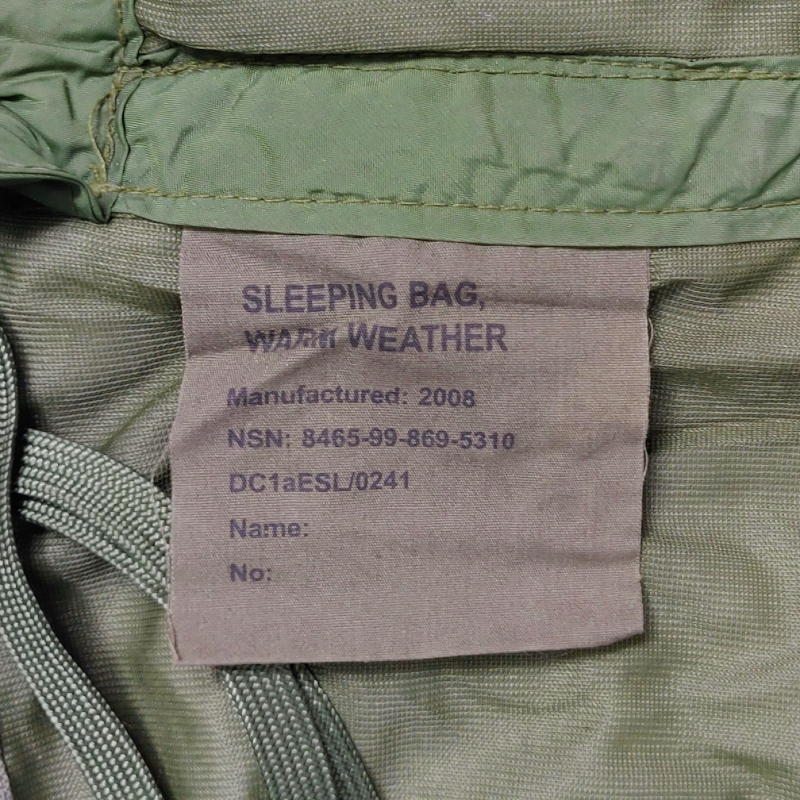 SLEEPING BAG,
WARM WEATHER
Manufactured: 2008
NSN: 8465-99-869-5310
DC1aESL/0241
Name:
No: